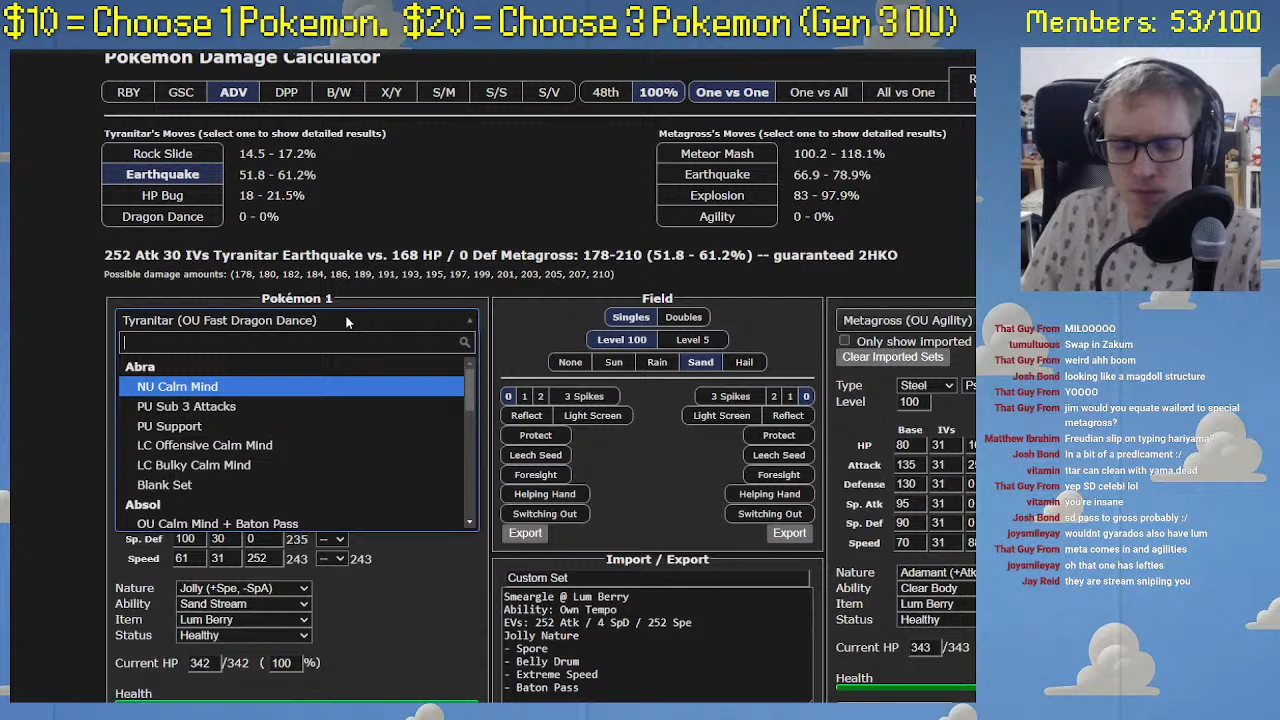 $10 = Choose 1 Pokemon. $20 = Choose 3 Pokemon (Gen 3 OU)
Members: 53/100
Pokémon Damage Calculator
RBY GSC ADV DPP B/W X/Y S/M S/S S/V 48th 100% One vs One One vs All All vs One
Tyranitar's Moves (select one to show detailed results)
Rock Slide 14.5 - 17.2%
Earthquake 51.8 - 61.2%
HP Bug 18 - 21.5%
Dragon Dance 0 - 0%
Metagross's Moves (select one to show detailed results)
Meteor Mash 100.2 - 118.1%
Earthquake 66.9 - 78.9%
Explosion 83 - 97.9%
Agility 0 - 0%
252 Atk 30 IVs Tyranitar Earthquake vs. 168 HP / 0 Def Metagross: 178-210 (51.8 - 61.2%) -- guaranteed 2HKO
(178, 180, 182, 184, 186, 189, 191, 193, 195, 197, 199, 201, 203, 205, 207, 210)
Pokémon 1
Tyranitar (OU Fast Dragon Dance)
Abra
NU Calm Mind
PU Sub 3 Attacks
PU Support
LC Offensive Calm Mind
LC Bulky Calm Mind
Blank Set
Absol
OU Calm Mind + Baton Pass
Sp. Def 100 30 0 235 --
Speed 61 31 252 243 -- 243
Nature Jolly (+Spe, -SpA)
Ability Sand Stream
Item Lum Berry
Status Healthy
Current HP 342 /342 ( 100 %)
Health
Field
Singles Doubles
Level 100 Level 5
None Sun Rain Sand Hail
0 1 2 3 Spikes 3 Spikes 2 1 0
Reflect Light Screen Light Screen Reflect
Protect Protect
Leech Seed Leech Seed
Foresight Foresight
Helping Hand Helping Hand
Switching Out Switching Out
Export Export
Import / Export
Custom Set
Smeargle @ Lum Berry
Ability: Own Tempo
EVs: 252 Atk / 4 SpD / 252 Spe
Jolly Nature
- Spore
- Belly Drum
- Extreme Speed
- Baton Pass
Metagross (OU Agility)
Only show imported
Clear Imported Sets
Type Steel
Level 100
Base IVs
HP 80 31
Attack 135 31
Defense 130 31 0
Sp. Atk 95 31 0
Sp. Def 90 31 0
Speed 70 31
Nature Adamant (+Atk
Ability Clear Body
Item Lum Berry
Status Healthy
Current HP 343 /343
Health
That Guy From MILOOOOO
tumultuous Swap in Zakum
That Guy From weird ahh boom
Josh Bond looking like a magdoll structure
That Guy From YOOOO
That Guy From jim would you equate wailord to special
metagross?
Matthew Ibrahim Freudian slip on typing hariyama?
Josh Bond In a bit of a predicament :/
vitamin ttar can clean with yama dead
That Guy From yep SD celebi lol
vitamin you're insane
Josh Bond sd pass to gross probably :/
joysmileyay wouldnt gyarados also have lum
That Guy From meta comes in and agilities
joysmileyay oh that one has lefties
Jay Reid they are stream snipiing you